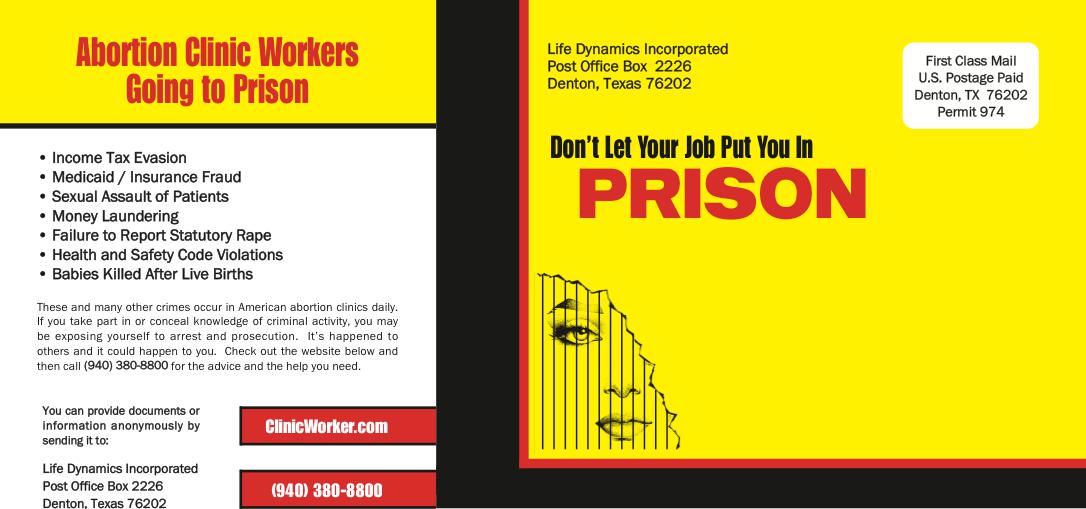 Abortion Clinic Workers
Going to Prison
• Income Tax Evasion
• Medicaid / Insurance Fraud
• Sexual Assault of Patients
• Money Laundering
• Failure to Report Statutory Rape
• Health and Safety Code Violations
• Babies Killed After Live Births
These and many other crimes occur in American abortion clinics daily.
If you take part in or conceal knowledge of criminal activity, you may
be exposing yourself to arrest and prosecution. It's happened to
others and it could happen to you. Check out the website below and
then call (940) 380-8800 for the advice and the help you need.
You can provide documents or
information anonymously by
sending it to:
Life Dynamics Incorporated
Post Office Box 2226
Denton, Texas 76202
ClinicWorker.com
(940) 380-8800
Life Dynamics Incorporated
Post Office Box 2226
Denton, Texas 76202
First Class Mail
U.S. Postage Paid
Denton, TX 76202
Permit 974
Don't Let Your Job Put You In
PRISON